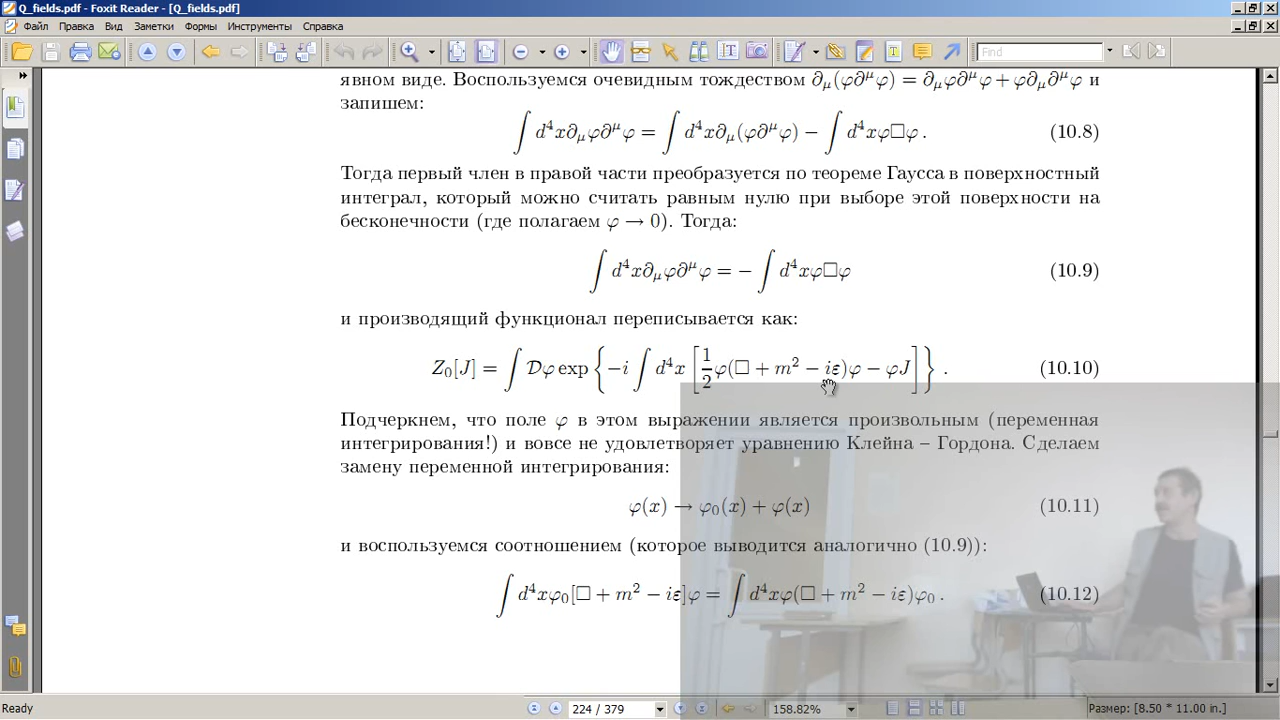 Q_fields.pdf - Foxit Reader - [Q_fields.pdf]
Файл Правка Вид Заметки Формы Инструменты Справка
Find
явном виде. Воспользуемся очевидным тождеством ∂_μ(φ∂^μφ) = ∂_μφ∂^μφ + φ∂_μ∂^μφ и
запишем:
∫ d⁴x∂_μφ∂^μφ = ∫ d⁴x∂_μ(φ∂^μφ) − ∫ d⁴xφ□φ . (10.8)
Тогда первый член в правой части преобразуется по теореме Гаусса в поверхностный
интеграл, который можно считать равным нулю при выборе этой поверхности на
бесконечности (где полагаем φ → 0). Тогда:
∫ d⁴x∂_μφ∂^μφ = − ∫ d⁴xφ□φ (10.9)
и производящий функционал переписывается как:
Z₀[J] = ∫ 𝒟φ exp {−i ∫ d⁴x [½φ(□ + m² − iε)φ − φJ]} . (10.10)
Подчеркнем, что поле φ в этом выражении является произвольным (переменная
интегрирования!) и вовсе не удовлетворяет уравнению Клейна – Гордона. Сделаем
замену переменной интегрирования:
φ(x) → φ₀(x) + φ(x) (10.11)
и воспользуемся соотношением (которое выводится аналогично (10.9)):
∫ d⁴xφ₀[□ + m² − iε]φ = ∫ d⁴xφ(□ + m² − iε)φ₀ . (10.12)
Ready 224 / 379 158.82% Размер: [8.50 * 11.00 in.]